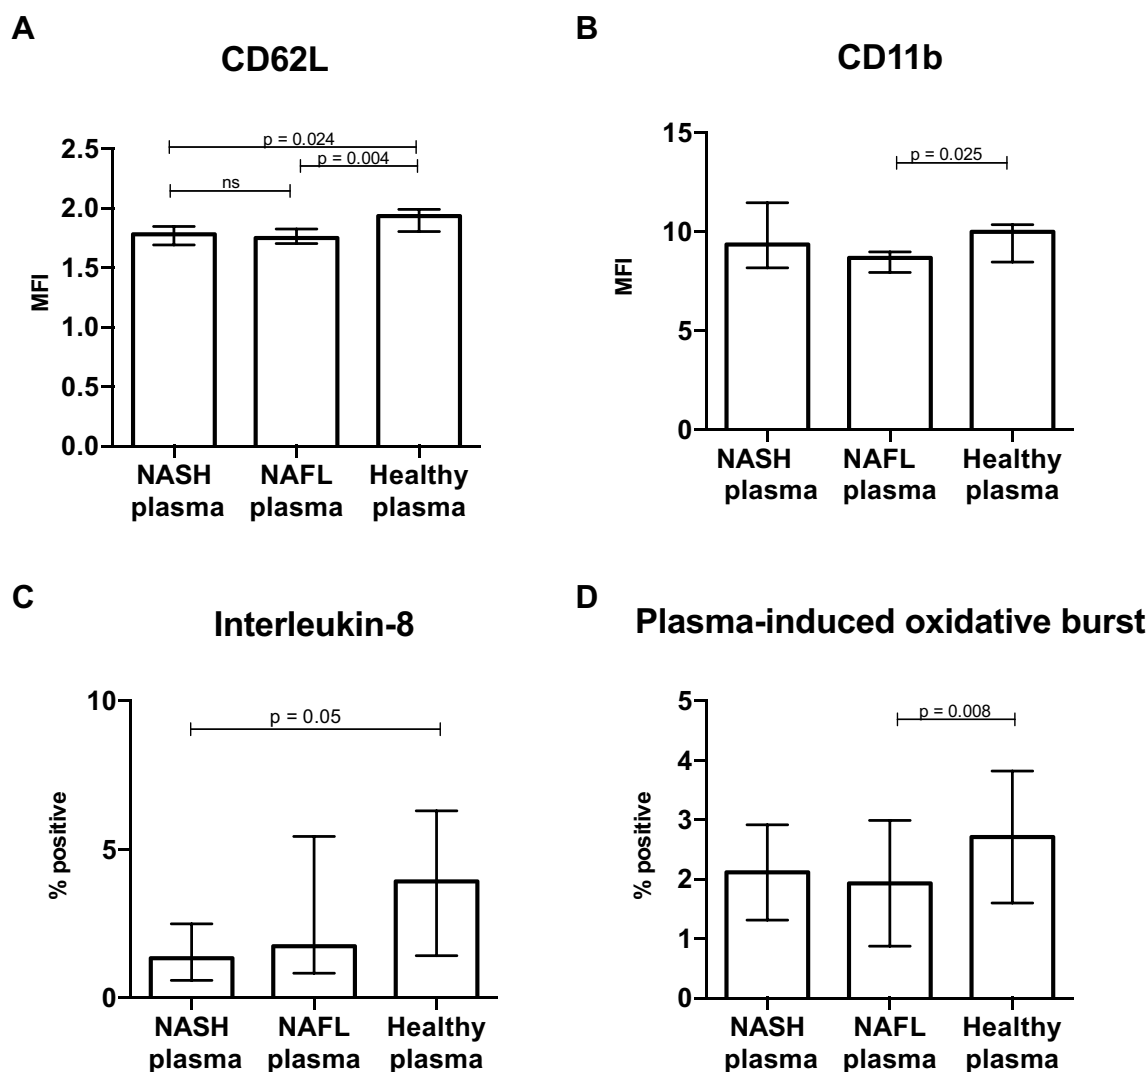 A
CD62L
MFI
2.5
2.0
1.5
1.0
0.5
0.0
p = 0.024
p = 0.004
ns
NASH plasma
NAFL plasma
Healthy plasma
B
CD11b
MFI
15
10
5
0
p = 0.025
NASH plasma
NAFL plasma
Healthy plasma
C
Interleukin-8
% positive
10
5
0
p = 0.05
NASH plasma
NAFL plasma
Healthy plasma
D
Plasma-induced oxidative burst
% positive
5
4
3
2
1
0
p = 0.008
NASH plasma
NAFL plasma
Healthy plasma